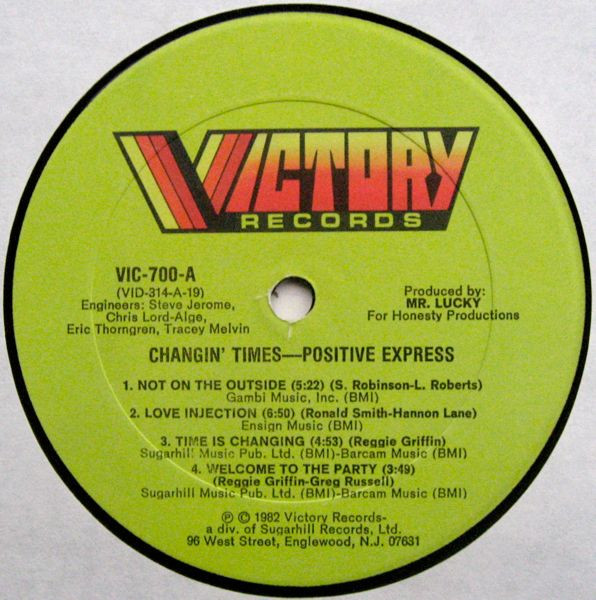 VICTORY
RECORDS
VIC-700-A
(VID-314-A-19)
Engineers: Steve Jerome,
Chris Lord-Alge,
Eric Thorngren, Tracey Melvin
Produced by:
MR. LUCKY
For Honesty Productions
CHANGIN' TIMES—POSITIVE EXPRESS
1. NOT ON THE OUTSIDE (5:22) (S. Robinson-L. Roberts)
Gambi Music, Inc. (BMI)
2. LOVE INJECTION (6:50) (Ronald Smith-Hannon Lane)
Ensign Music (BMI)
3. TIME IS CHANGING (4:53) (Reggie Griffin)
Sugarhill Music Pub. Ltd. (BMI)-Barcam Music (BMI)
4. WELCOME TO THE PARTY (3:49)
(Reggie Griffin-Greg Russell)
Sugarhill Music Pub. Ltd. (BMI)-Barcam Music (BMI)
℗ © 1982 Victory Records-
a div. of Sugarhill Records, Ltd.
96 West Street, Englewood, N.J. 07631